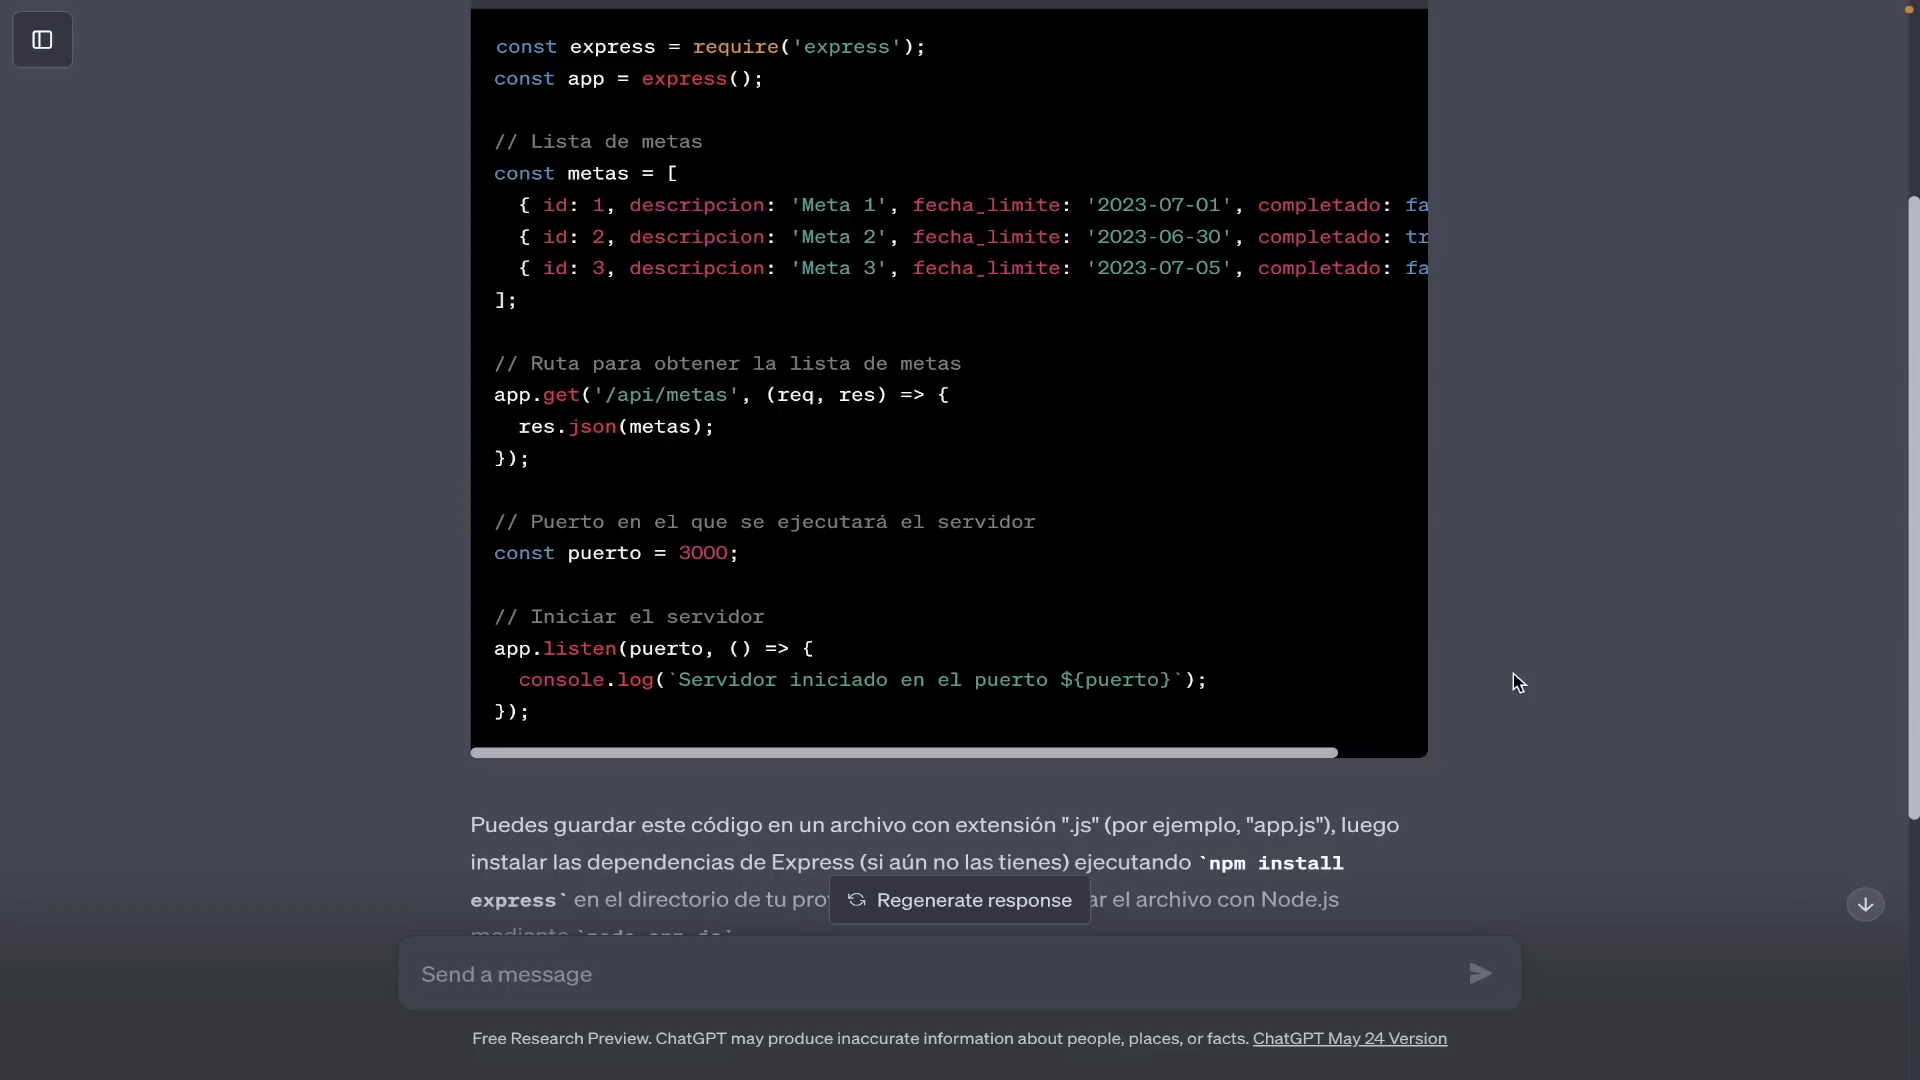 const express = require('express');
const app = express();
// Lista de metas
const metas = [
{ id: 1, descripcion: 'Meta 1', fecha_limite: '2023-07-01', completado: fa
{ id: 2, descripcion: 'Meta 2', fecha_limite: '2023-06-30', completado: tr
{ id: 3, descripcion: 'Meta 3', fecha_limite: '2023-07-05', completado: fa
];
// Ruta para obtener la lista de metas
app.get('/api/metas', (req, res) => {
res.json(metas);
});
// Puerto en el que se ejecutará el servidor
const puerto = 3000;
// Iniciar el servidor
app.listen(puerto, () => {
console.log(`Servidor iniciado en el puerto ${puerto}`);
});
Puedes guardar este código en un archivo con extensión ".js" (por ejemplo, "app.js"), luego
instalar las dependencias de Express (si aún no las tienes) ejecutando `npm install
express` en el directorio de tu pro ar el archivo con Node.js
mediante `node app.js`
Regenerate response
Send a message
Free Research Preview. ChatGPT may produce inaccurate information about people, places, or facts. ChatGPT May 24 Version